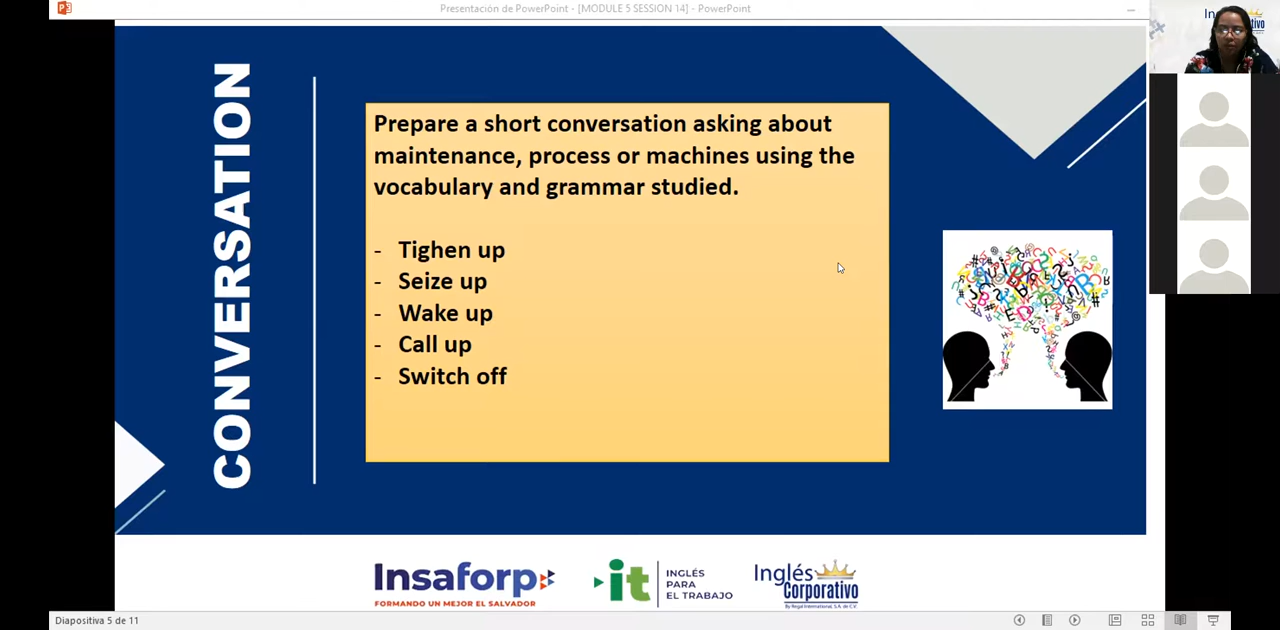 Presentación de PowerPoint - [MODULE 5 SESSION 14] - PowerPoint
CONVERSATION
Prepare a short conversation asking about
maintenance, process or machines using the
vocabulary and grammar studied.
- Tighen up
- Seize up
- Wake up
- Call up
- Switch off
Insaforp
FORMANDO UN MEJOR EL SALVADOR
it
INGLÉS
PARA
EL TRABAJO
Inglés
Corporativo
By Regal International, S.A. de C.V.
Diapositiva 5 de 11